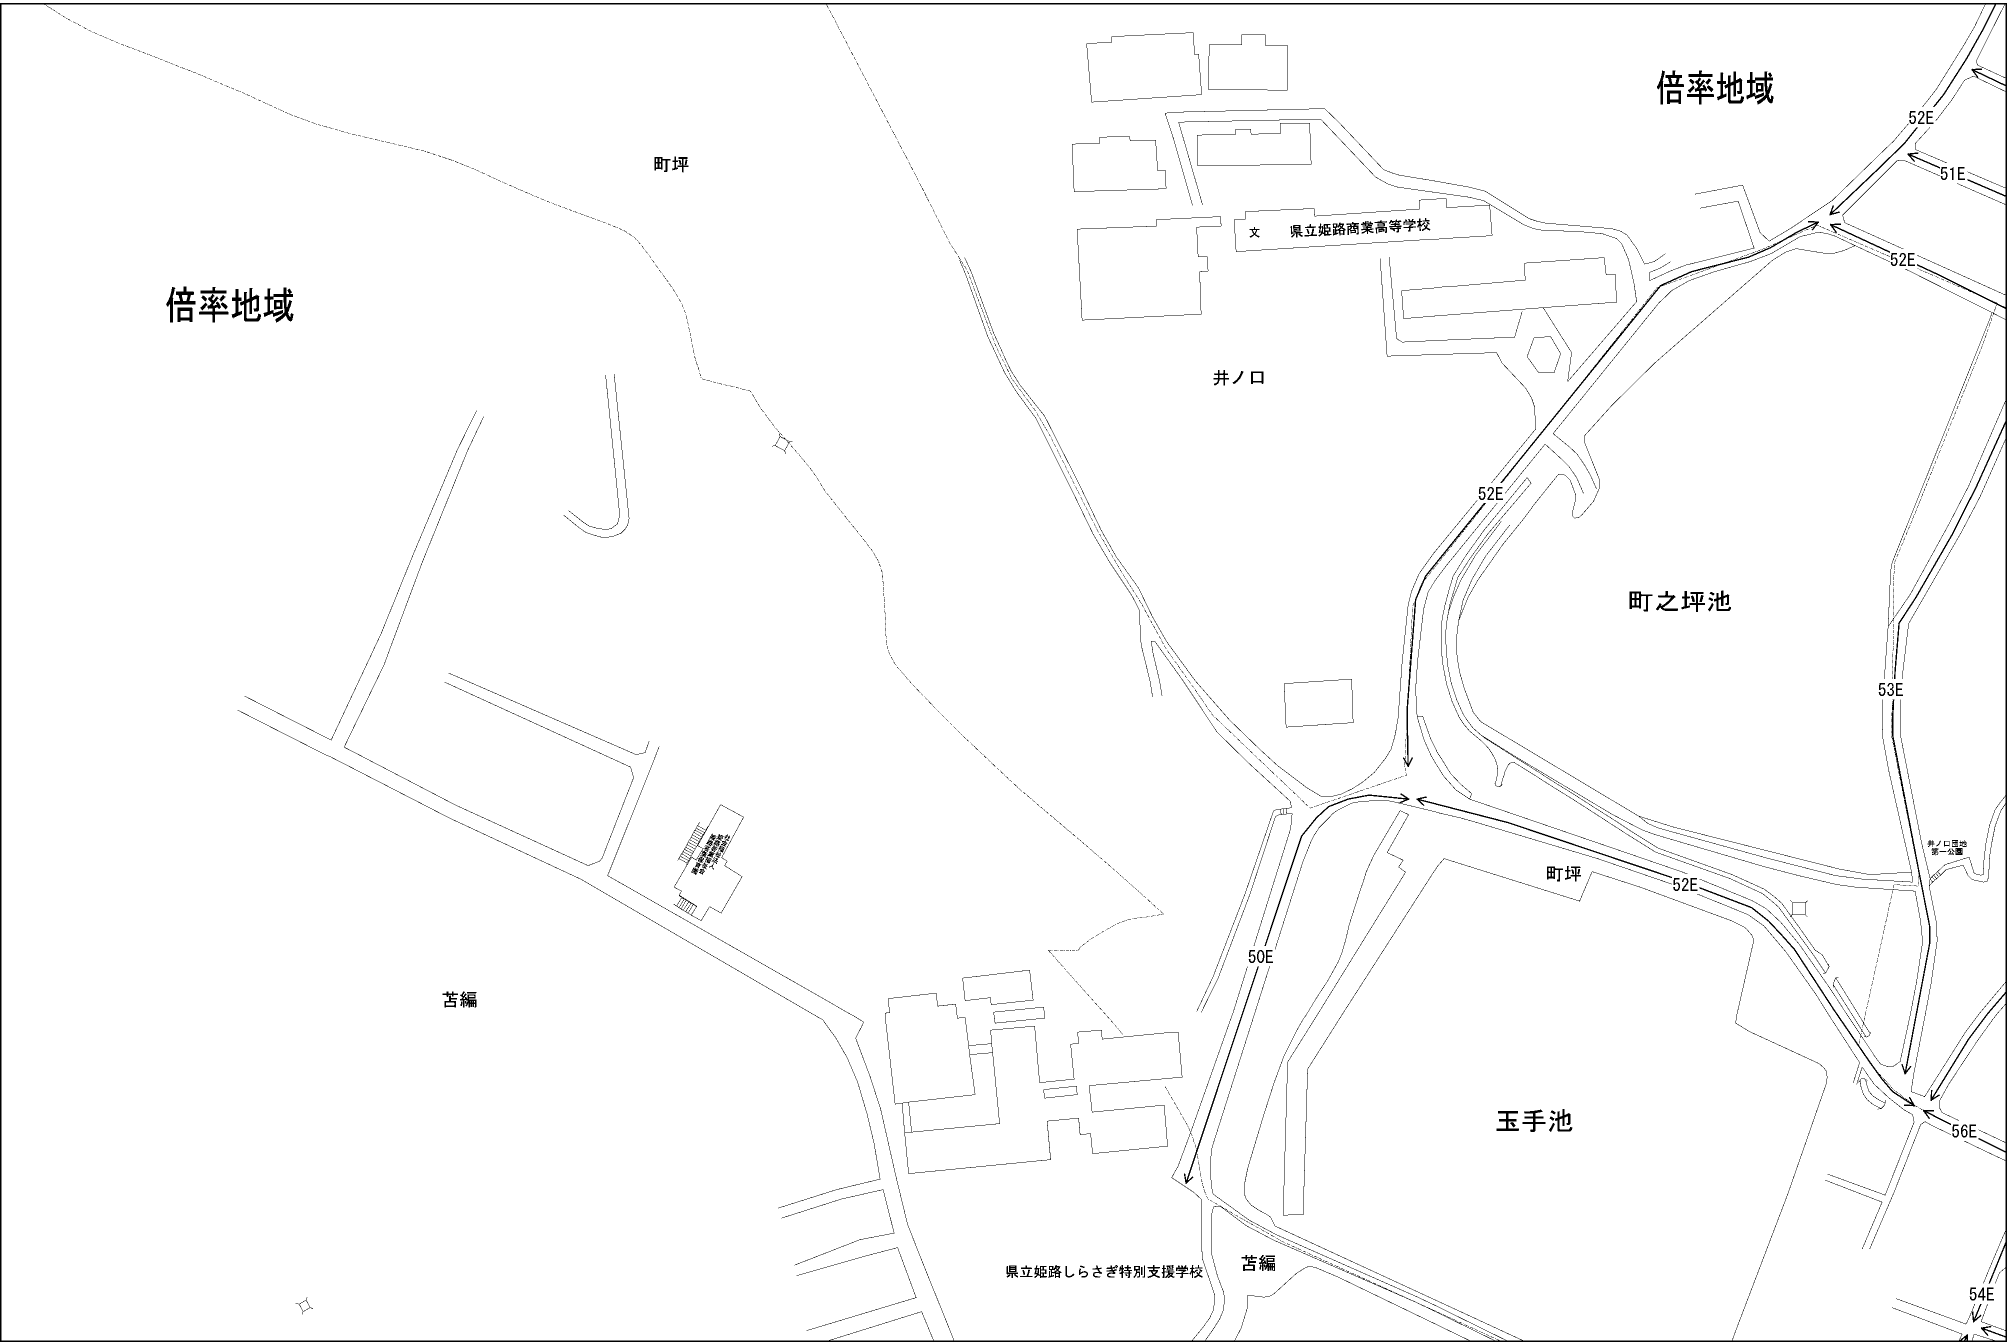 倍率地域
52E
町坪
51E
文 県立姫路商業高等学校
52E
倍率地域
井ノ口
52E
町之坪池
53E
井ノ口団地
第一公園
町坪
52E
50E
苫編
玉手池
56E
県立姫路しらさぎ特別支援学校
苫編
54E